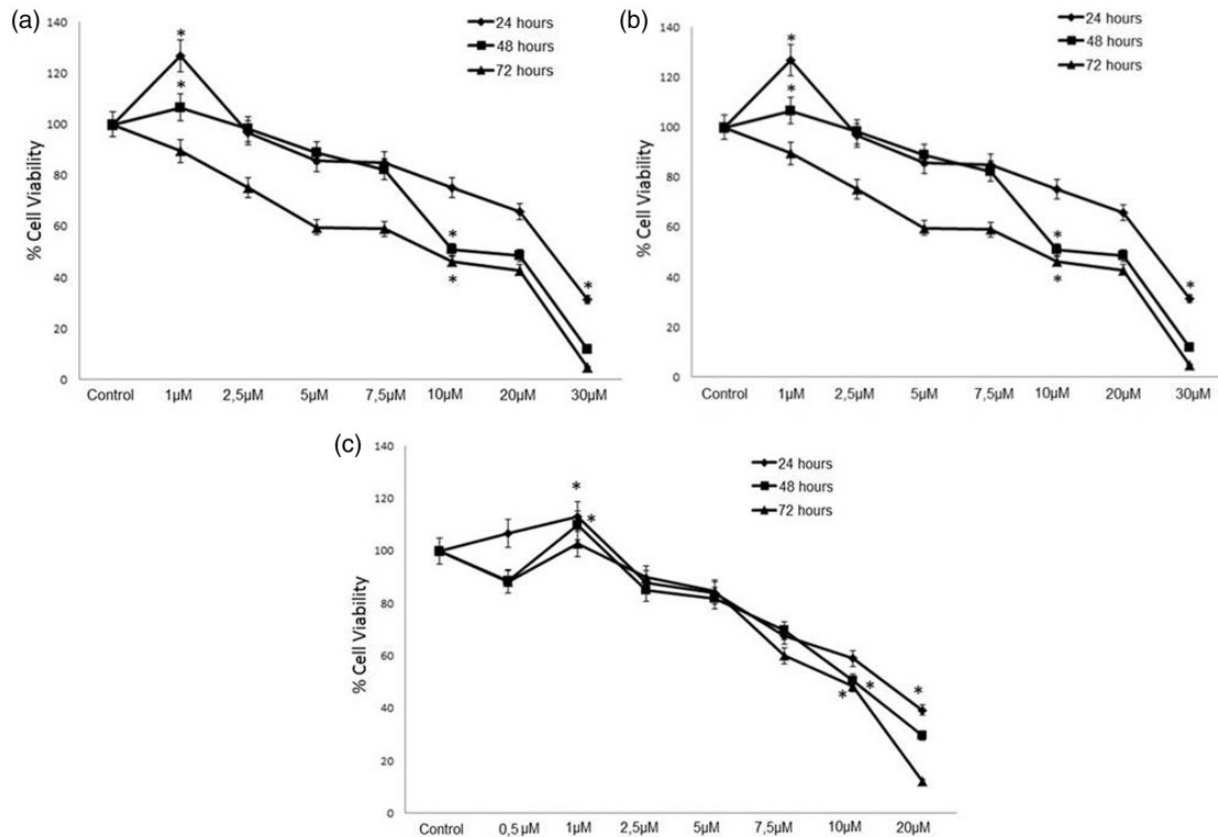 (a)
140
120
100
80
60
40
20
0
% Cell Viability
24 hours
48 hours
72 hours
*
*
*
*
*
Control 1µM 2,5µM 5µM 7,5µM 10µM 20µM 30µM
(b)
140
120
100
80
60
40
20
0
% Cell Viability
24 hours
48 hours
72 hours
*
*
*
*
*
Control 1µM 2,5µM 5µM 7,5µM 10µM 20µM 30µM
(c)
140
120
100
80
60
40
20
0
% Cell Viability
24 hours
48 hours
72 hours
*
*
*
*
*
Control 0,5µM 1µM 2,5µM 5µM 7,5µM 10µM 20µM